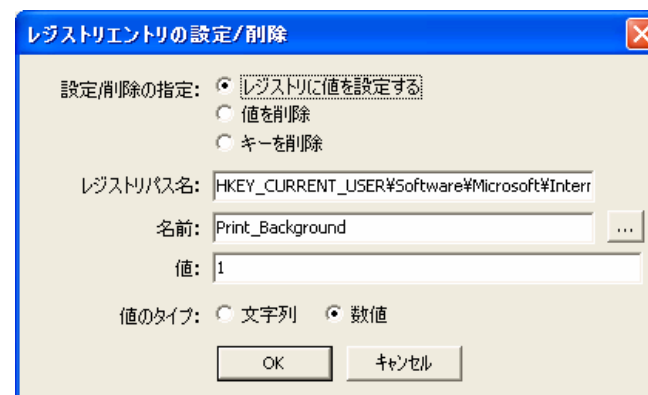 レジストリエントリの設定/削除
設定/削除の指定: レジストリに値を設定する
値を削除
キーを削除
レジストリパス名: HKEY_CURRENT_USER¥Software¥Microsoft¥Interr
名前: Print_Background ...
値: 1
値のタイプ: 文字列 数値
OK キャンセル